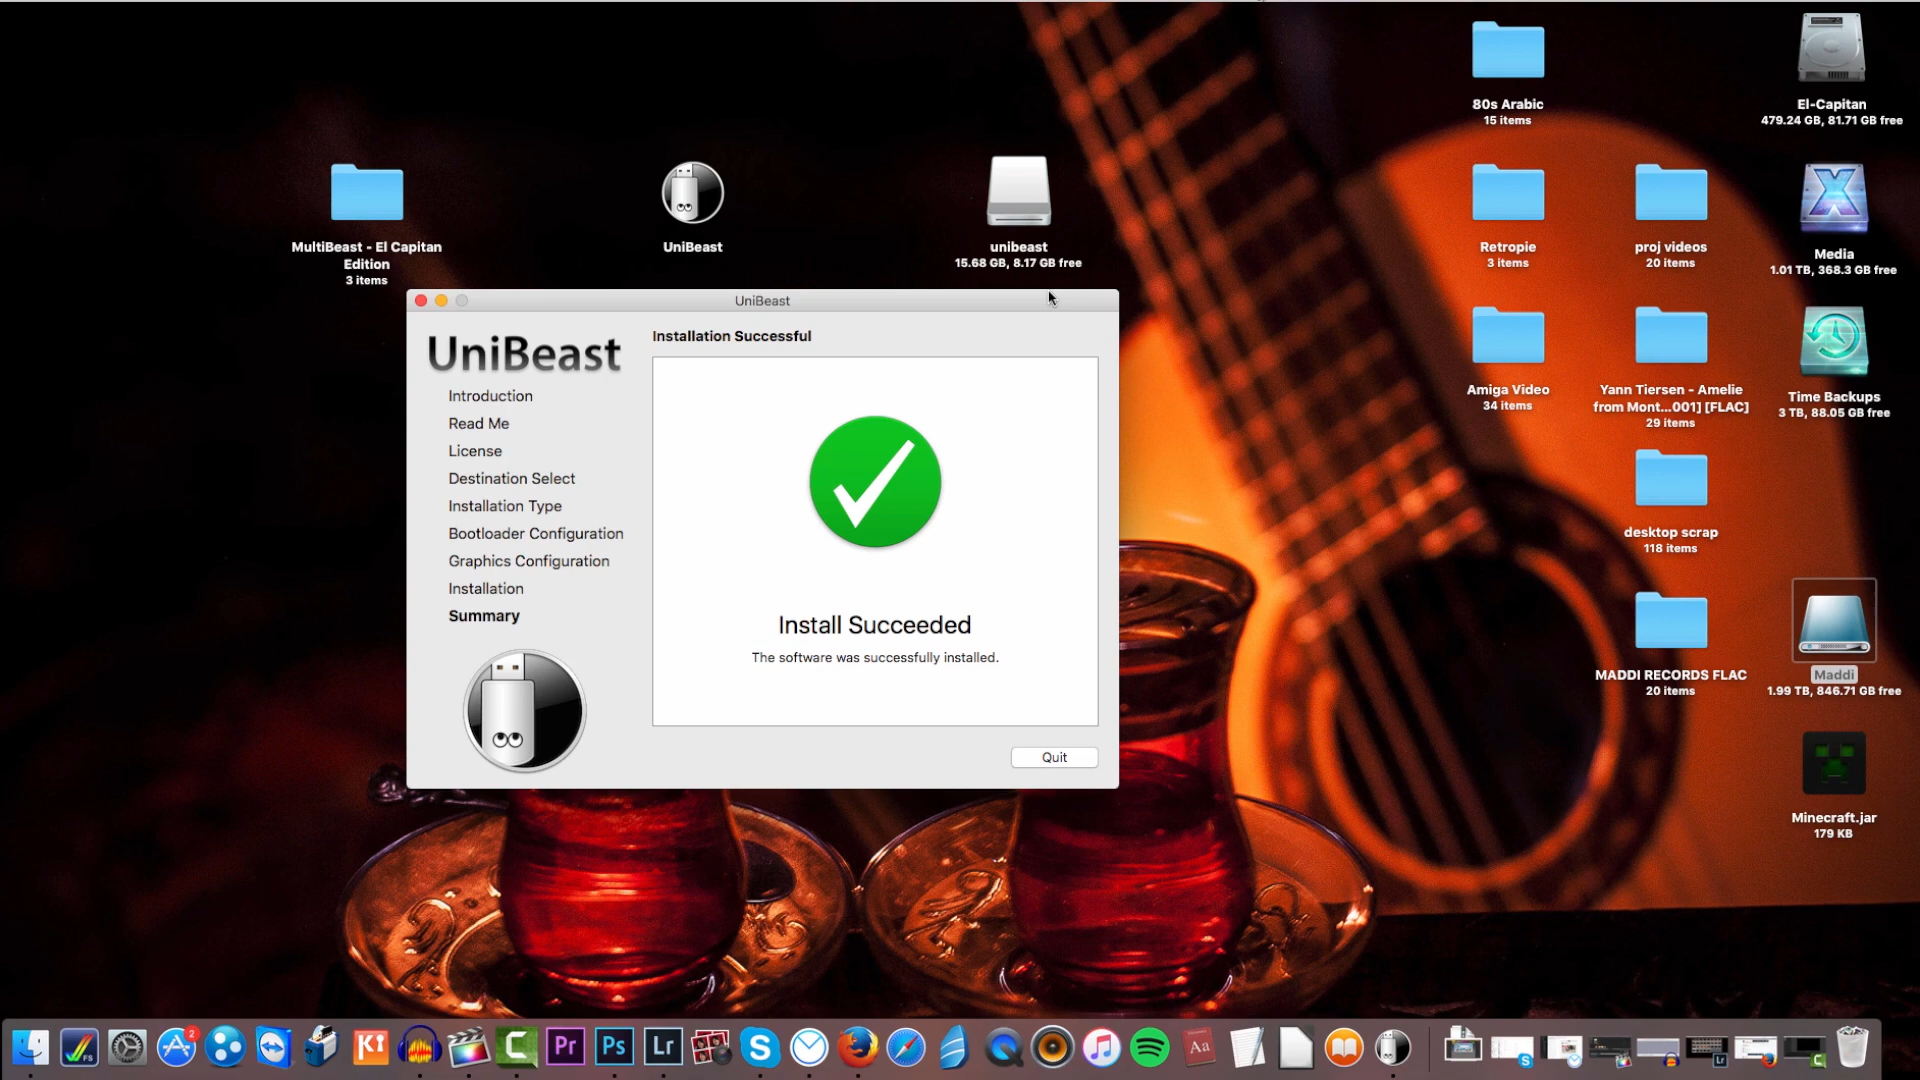 80s Arabic
15 items
El-Capitan
479.24 GB, 81.71 GB free
MultiBeast - El Capitan
Edition
3 items
UniBeast
unibeast
15.68 GB, 8.17 GB free
Retropie
3 items
proj videos
20 items
Media
1.01 TB, 368.3 GB free
UniBeast
UniBeast
Installation Successful
Introduction
Read Me
License
Destination Select
Installation Type
Bootloader Configuration
Graphics Configuration
Installation
Summary
Install Succeeded
The software was successfully installed.
Quit
Amiga Video
34 items
Yann Tiersen - Amelie
from Mont...001] [FLAC]
29 items
Time Backups
3 TB, 88.05 GB free
desktop scrap
118 items
MADDI RECORDS FLAC
20 items
Maddi
1.99 TB, 846.71 GB free
Minecraft.jar
179 KB
FS
2
K!
C
Pr
Ps
Lr
S
Aa